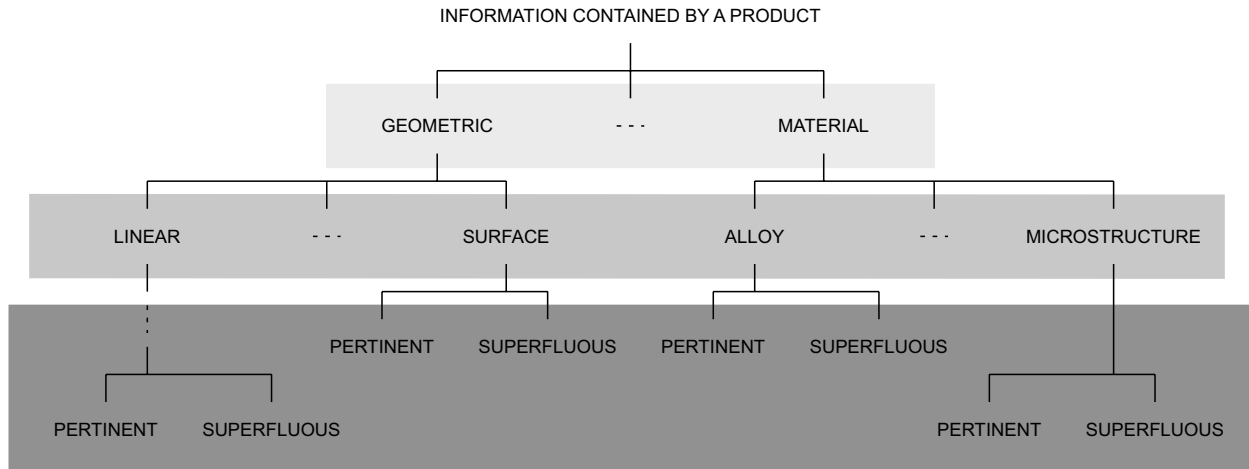 INFORMATION CONTAINED BY A PRODUCT
GEOMETRIC - - - MATERIAL
LINEAR - - - SURFACE ALLOY - - - MICROSTRUCTURE
PERTINENT SUPERFLUOUS PERTINENT SUPERFLUOUS
PERTINENT SUPERFLUOUS PERTINENT SUPERFLUOUS